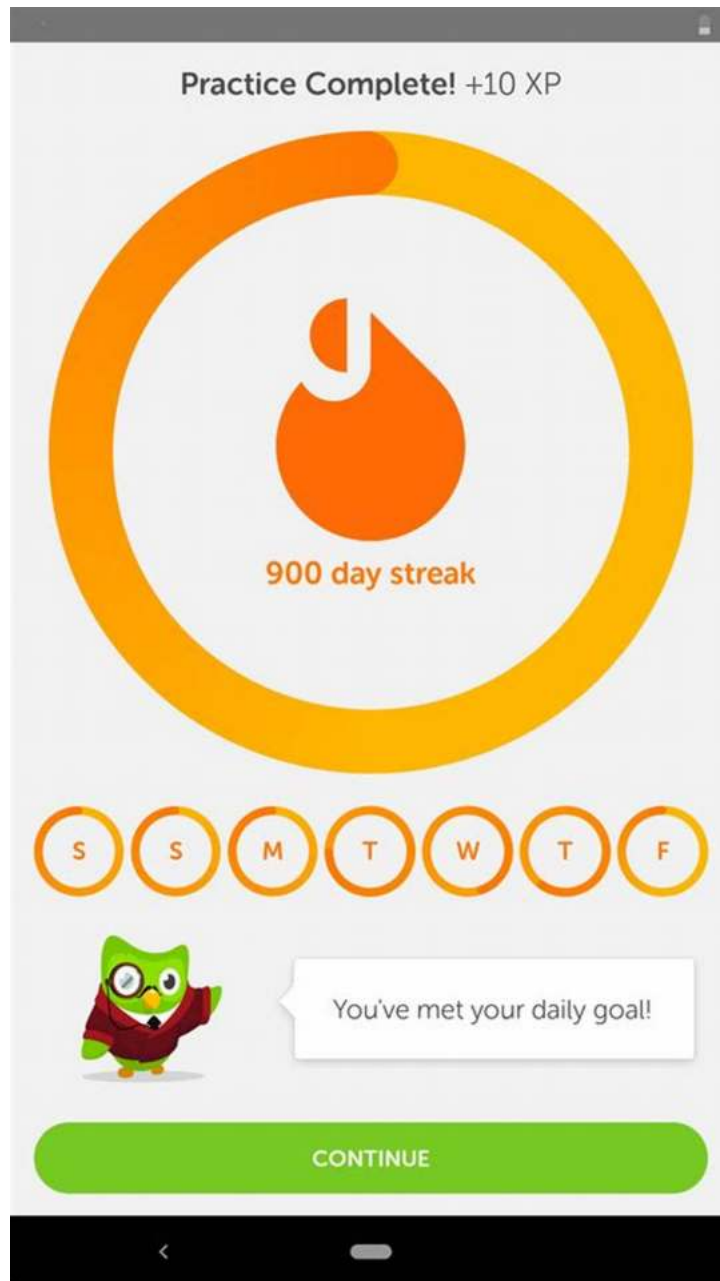 Practice Complete! +10 XP
900 day streak
S S M T W T F
You've met your daily goal!
CONTINUE